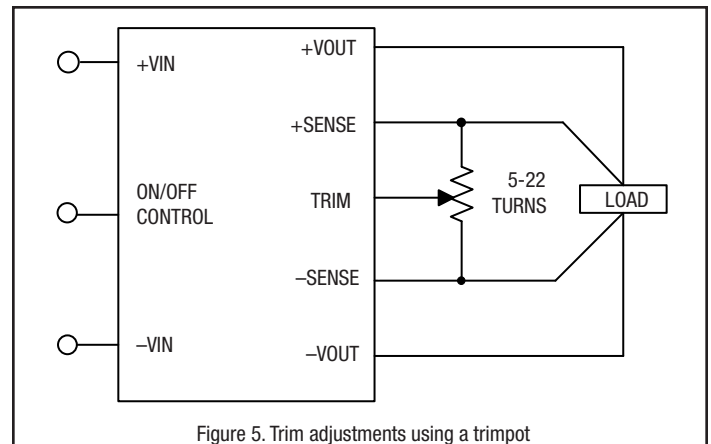 +VIN
ON/OFF
CONTROL
–VIN
+VOUT
+SENSE
TRIM
–SENSE
–VOUT
5-22
TURNS
LOAD
Figure 5. Trim adjustments using a trimpot